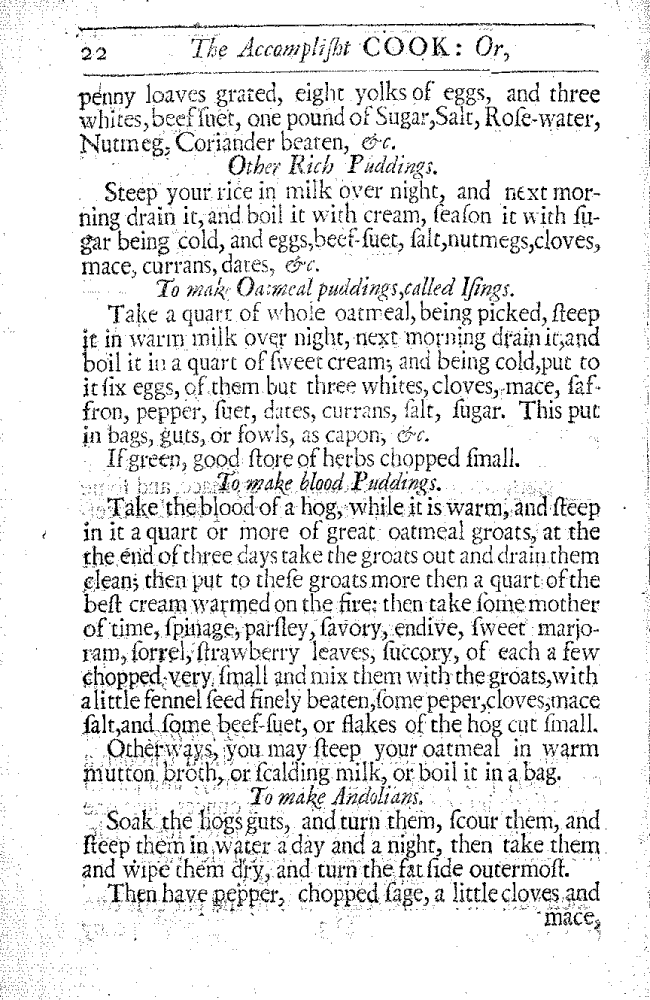 22 The Accompliſht COOK: Or,
penny loaves grated, eight yolks of eggs, and three
whites, beef ſuet, one pound of Sugar, Salt, Roſe-water,
Nutmeg, Coriander beaten, &c.
Other Rich Puddings.
Steep your rice in milk over night, and next mor-
ning drain it, and boil it with cream, ſeaſon it with ſu-
gar being cold, and eggs, beef-ſuet, ſalt, nutmegs, cloves,
mace, currans, dates, &c.
To make Oatmeal puddings, called Iſings.
Take a quart of whole oatmeal, being picked, ſteep
it in warm milk over night, next morning drain it, and
boil it in a quart of ſweet cream; and being cold, put to
it ſix eggs, of them but three whites, cloves, mace, ſaf-
fron, pepper, ſuet, dates, currans, ſalt, ſugar. This put
in bags, guts, or fowls, as capon, &c.
If green, good ſtore of herbs chopped ſmall.
To make blood Puddings.
Take the blood of a hog, while it is warm, and ſteep
in it a quart or more of great oatmeal groats, at the
the end of three days take the groats out and drain them
clean; then put to theſe groats more then a quart of the
beſt cream warmed on the fire: then take ſome mother
of time, ſpinage, parſley, ſavory, endive, ſweet marjo-
ram, ſorrel, ſtrawberry leaves, ſuccory, of each a few
chopped very ſmall and mix them with the groats, with
a little fennel ſeed finely beaten, ſome peper, cloves, mace
ſalt, and ſome beef-ſuet, or flakes of the hog cut ſmall.
Otherways, you may ſteep your oatmeal in warm
mutton broth, or ſcalding milk, or boil it in a bag.
To make Andolians.
Soak the hogs guts, and turn them, ſcour them, and
ſteep them in water a day and a night, then take them
and wipe them dry, and turn the fat ſide outermoſt.
Then have pepper, chopped ſage, a little cloves and
mace,